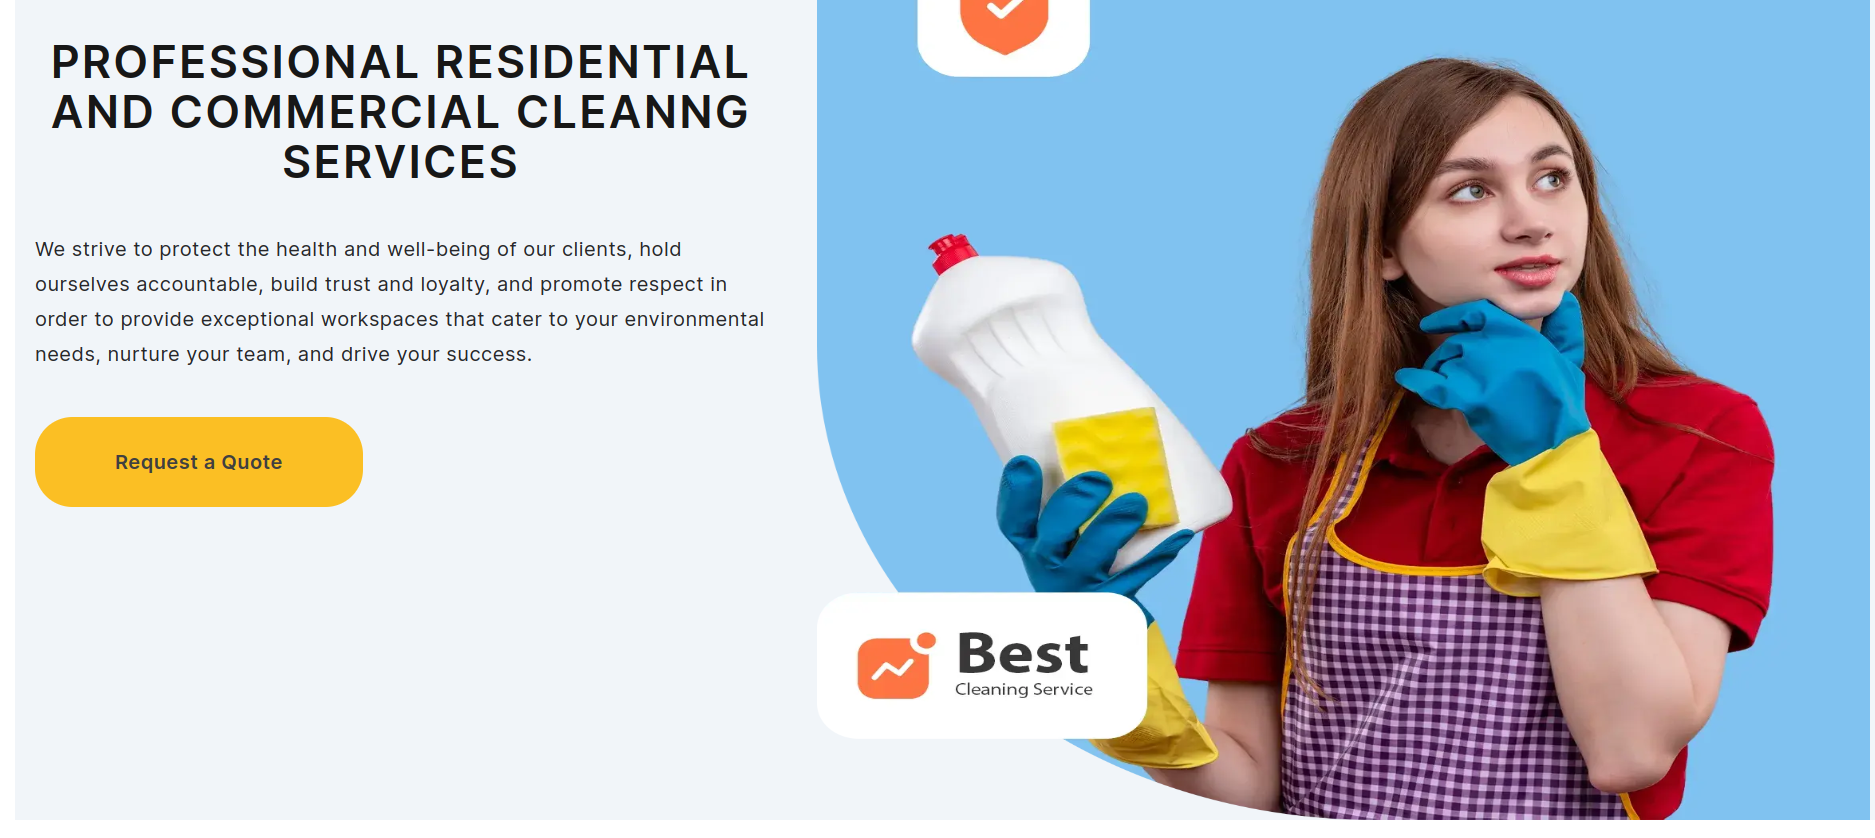 PROFESSIONAL RESIDENTIAL
AND COMMERCIAL CLEANNG
SERVICES
We strive to protect the health and well-being of our clients, hold
ourselves accountable, build trust and loyalty, and promote respect in
order to provide exceptional workspaces that cater to your environmental
needs, nurture your team, and drive your success.
Request a Quote
Best
Cleaning Service